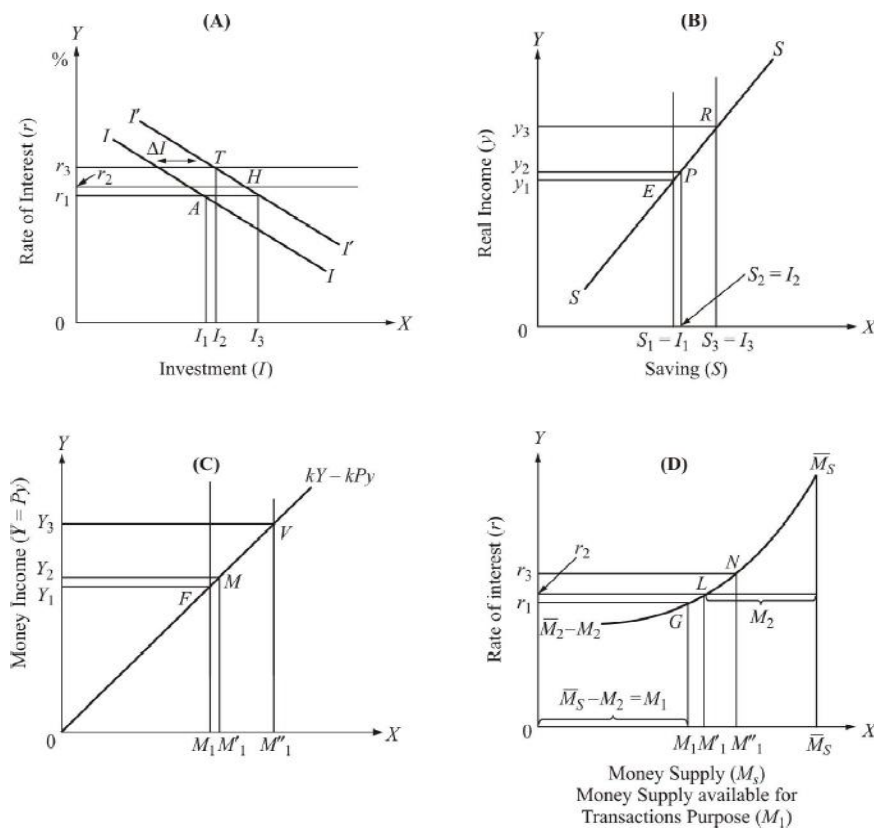 (A)
Y
%
Rate of Interest (r)
I′
I
ΔI
T
r3
r2
H
r1
A
I′
I
0
I1 I2 I3
X
Investment (I)
(B)
Y
S
Real Income (y)
R
y3
y2
P
y1
E
S2 = I2
S
0
S1 = I1 S3 = I3
X
Saving (S)
(C)
Y
kY – kPy
Money Income (Y = Py)
Y3
V
Y2
M
Y1
F
0
M1 M′1 M″1
X
(D)
Y
M̅S
Rate of interest (r)
r2
r3
N
L
r1
G
M2
M̅2–M2
M̅S–M2 = M1
0
M1 M′1 M″1 M̅S
X
Money Supply (Ms)
Money Supply available for
Transactions Purpose (M1)